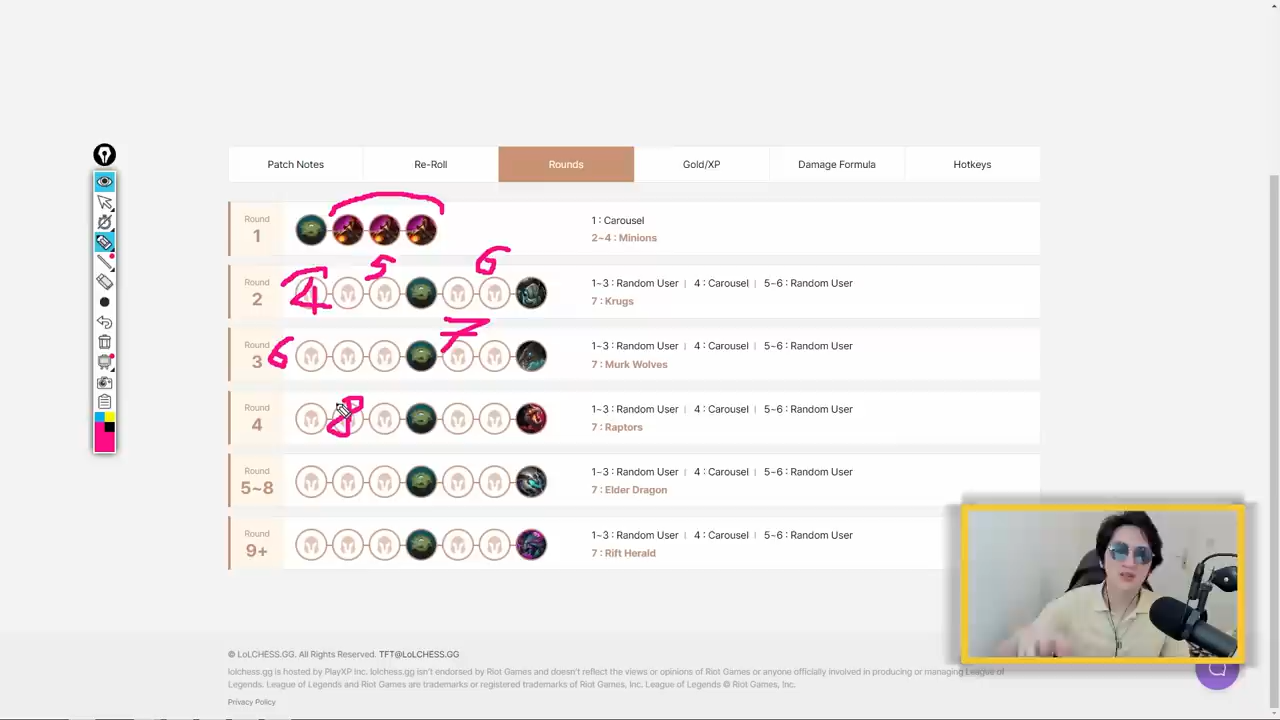 Patch Notes Re-Roll Rounds Gold/XP Damage Formula Hotkeys
Round
1
1 : Carousel
2~4 : Minions
5 6
Round
2
4
1~3 : Random User | 4 : Carousel | 5~6 : Random User
7 : Krugs
7
Round
3
6
1~3 : Random User | 4 : Carousel | 5~6 : Random User
7 : Murk Wolves
Round
4
8
1~3 : Random User | 4 : Carousel | 5~6 : Random User
7 : Raptors
Round
5~8
1~3 : Random User | 4 : Carousel | 5~6 : Random User
7 : Elder Dragon
Round
9+
1~3 : Random User | 4 : Carousel | 5~6 : Random User
7 : Rift Herald
© LoLCHESS.GG. All Rights Reserved. TFT@LoLCHESS.GG
lolchess.gg is hosted by PlayXP Inc. lolchess.gg isn't endorsed by Riot Games and doesn't reflect the views or opinions of Riot Games or anyone officially involved in producing or managing League of
Legends. League of Legends and Riot Games are trademarks or registered trademarks of Riot Games, Inc. League of Legends © Riot Games, Inc.
Privacy Policy